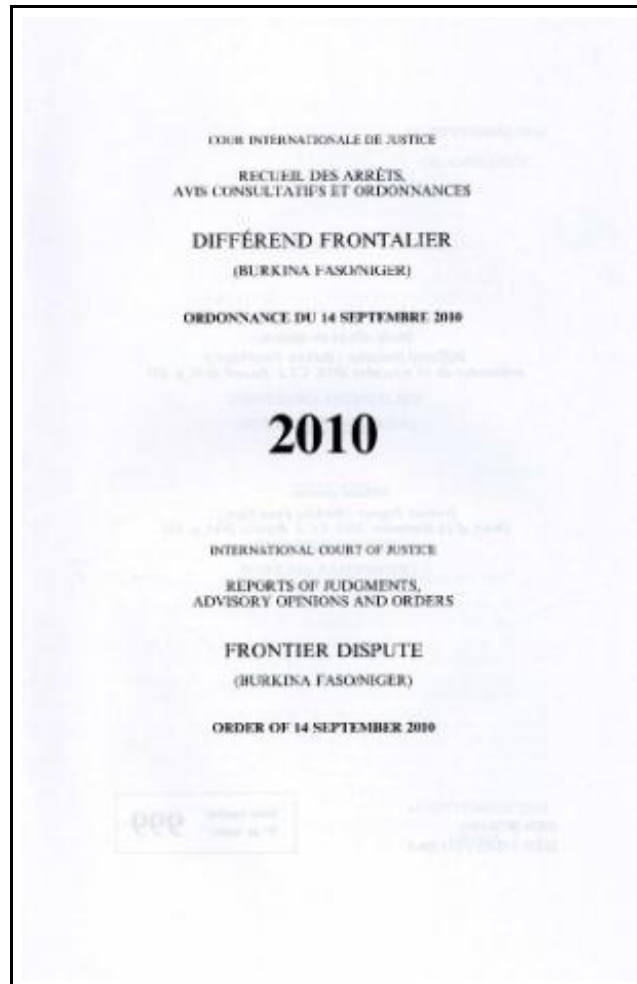 COUR INTERNATIONALE DE JUSTICE
RECUEIL DES ARRÊTS,
AVIS CONSULTATIFS ET ORDONNANCES
DIFFÉREND FRONTALIER
(BURKINA FASO/NIGER)
ORDONNANCE DU 14 SEPTEMBRE 2010
2010
INTERNATIONAL COURT OF JUSTICE
REPORTS OF JUDGMENTS,
ADVISORY OPINIONS AND ORDERS
FRONTIER DISPUTE
(BURKINA FASO/NIGER)
ORDER OF 14 SEPTEMBER 2010